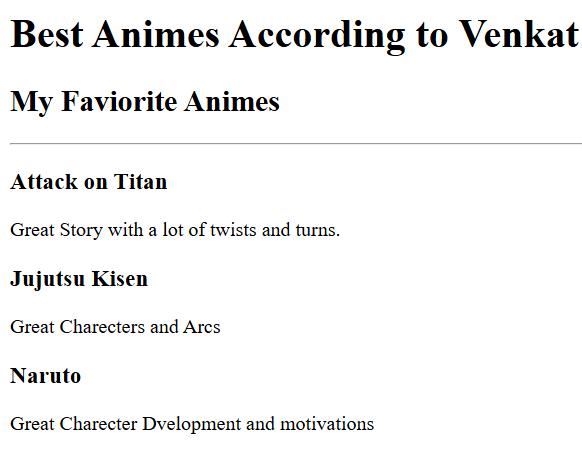 Best Animes According to Venkat
My Faviorite Animes
Attack on Titan
Great Story with a lot of twists and turns.
Jujutsu Kisen
Great Charecters and Arcs
Naruto
Great Charecter Dvelopment and motivations